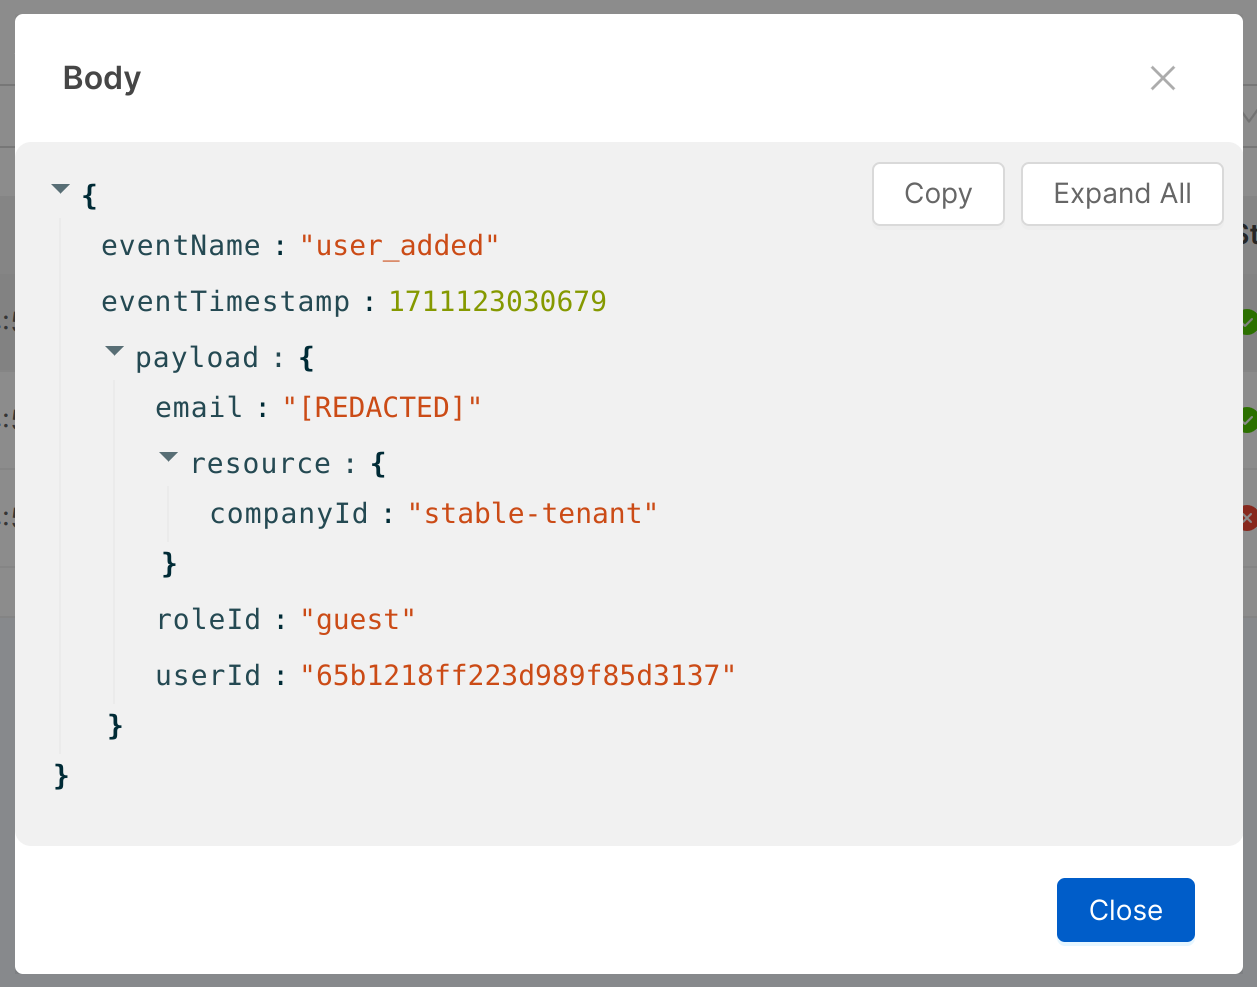 Body
Copy
Expand All
{
eventName : "user_added"
eventTimestamp : 1711123030679
payload : {
email : "[REDACTED]"
resource : {
companyId : "stable-tenant"
}
roleId : "guest"
userId : "65b1218ff223d989f85d3137"
}
}
Close